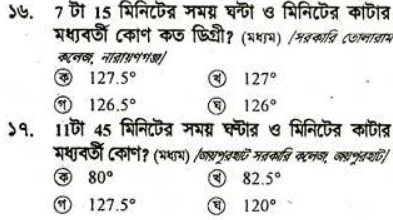 ১৬. 7 টা 15 মিনিটের সময় ঘন্টা ও মিনিটের কাটার
মধ্যবর্তী কোণ কত ডিগ্রী? (মধ্যম) [সরকারি তোলারাম
কলেজ, নারায়ণগঞ্জ]
ক 127.5° খ 127°
গ 126.5° ঘ 126°
১৭. 11টা 45 মিনিটের সময় ঘণ্টার ও মিনিটের কাটির
মধ্যবর্তী কোণ? (মধ্যম) [জয়পুরহাট সরকারি কলেজ, জয়পুরহাট]
ক 80° খ 82.5°
গ 127.5° ঘ 120°